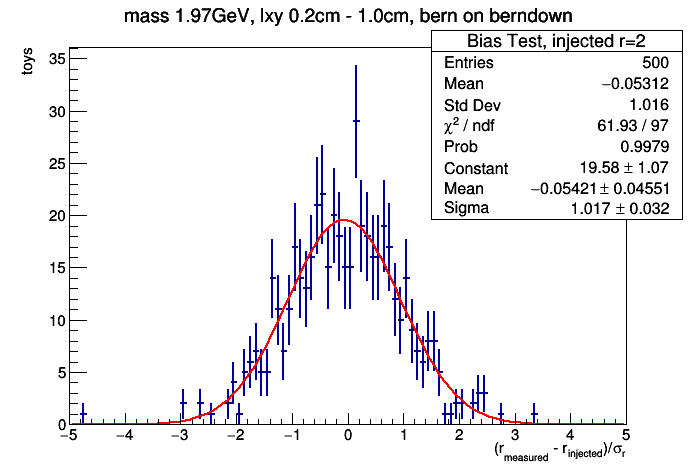 mass 1.97GeV, lxy 0.2cm - 1.0cm, bern on berndown
toys
Bias Test, injected r=2
Entries 500
Mean −0.05312
Std Dev 1.016
χ² / ndf 61.93 / 97
Prob 0.9979
Constant 19.58 ± 1.07
Mean −0.05421 ± 0.04551
Sigma 1.017 ± 0.032
35
30
25
20
15
10
5
0
−5 −4 −3 −2 −1 0 1 2 3 4 5
(r_measured - r_injected)/σ_r